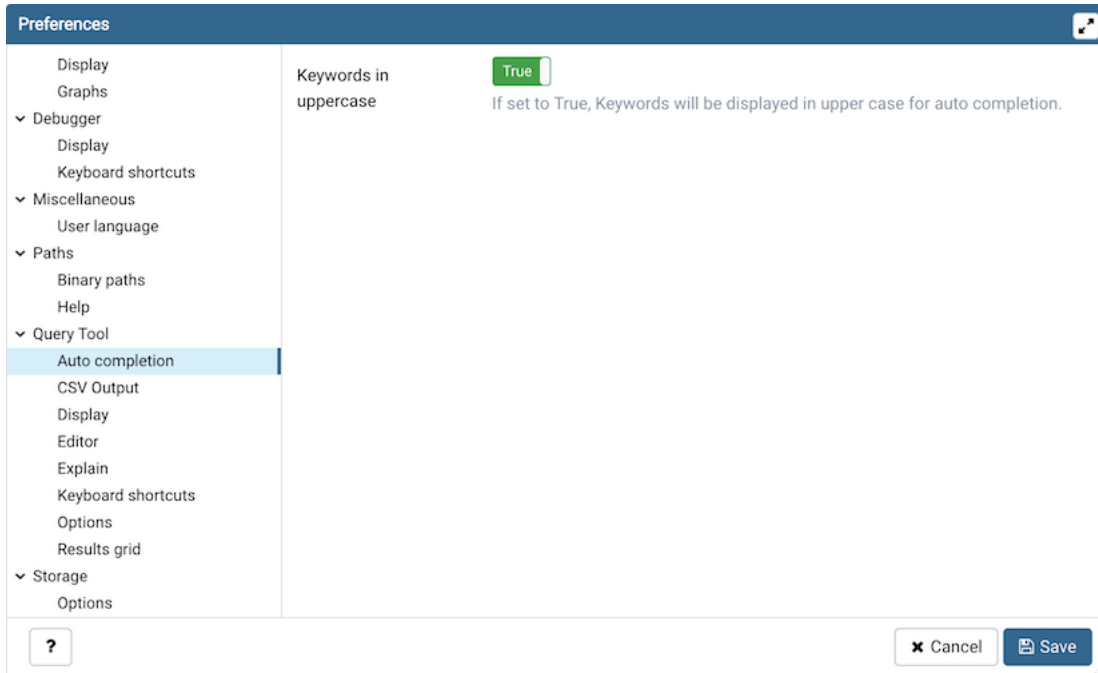 Preferences
Display
Graphs
Debugger
Display
Keyboard shortcuts
Miscellaneous
User language
Paths
Binary paths
Help
Query Tool
Auto completion
CSV Output
Display
Editor
Explain
Keyboard shortcuts
Options
Results grid
Storage
Options
Keywords in
uppercase
True
If set to True, Keywords will be displayed in upper case for auto completion.
?
Cancel
Save